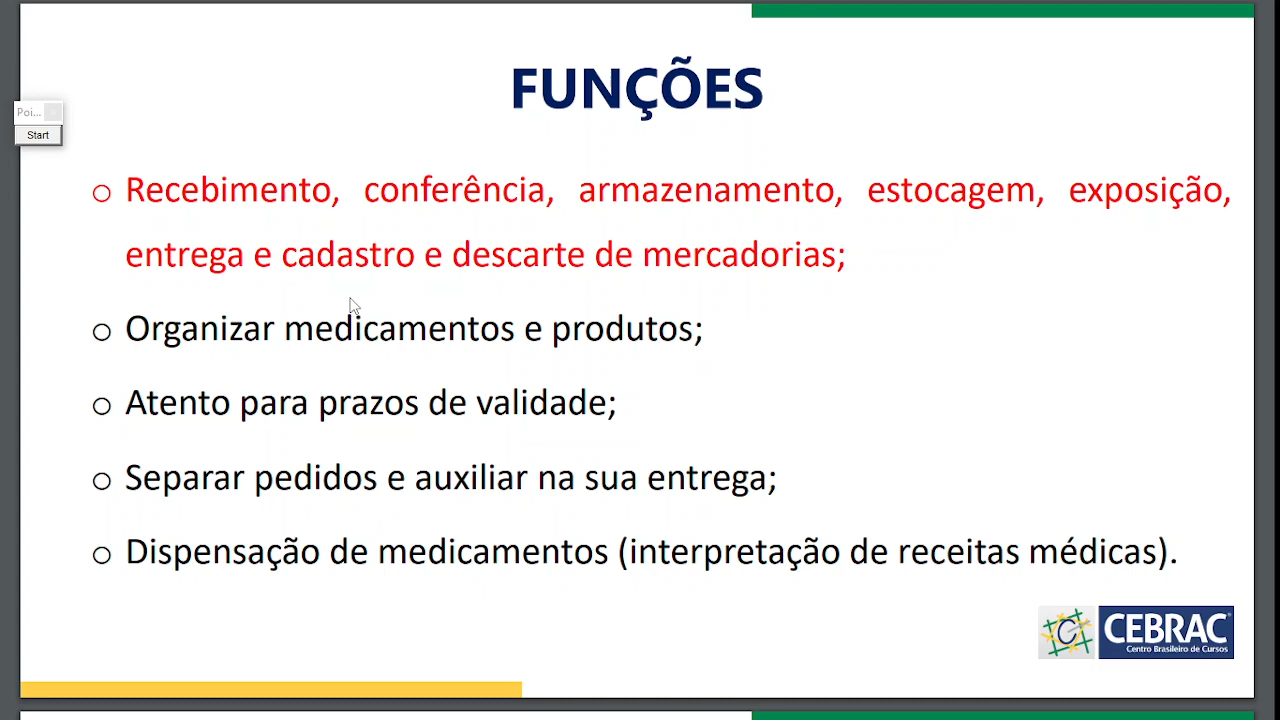 FUNÇÕES
Poi...
Start
o Recebimento, conferência, armazenamento, estocagem, exposição,
entrega e cadastro e descarte de mercadorias;
o Organizar medicamentos e produtos;
o Atento para prazos de validade;
o Separar pedidos e auxiliar na sua entrega;
o Dispensação de medicamentos (interpretação de receitas médicas).
C CEBRAC
Centro Brasileiro de Cursos